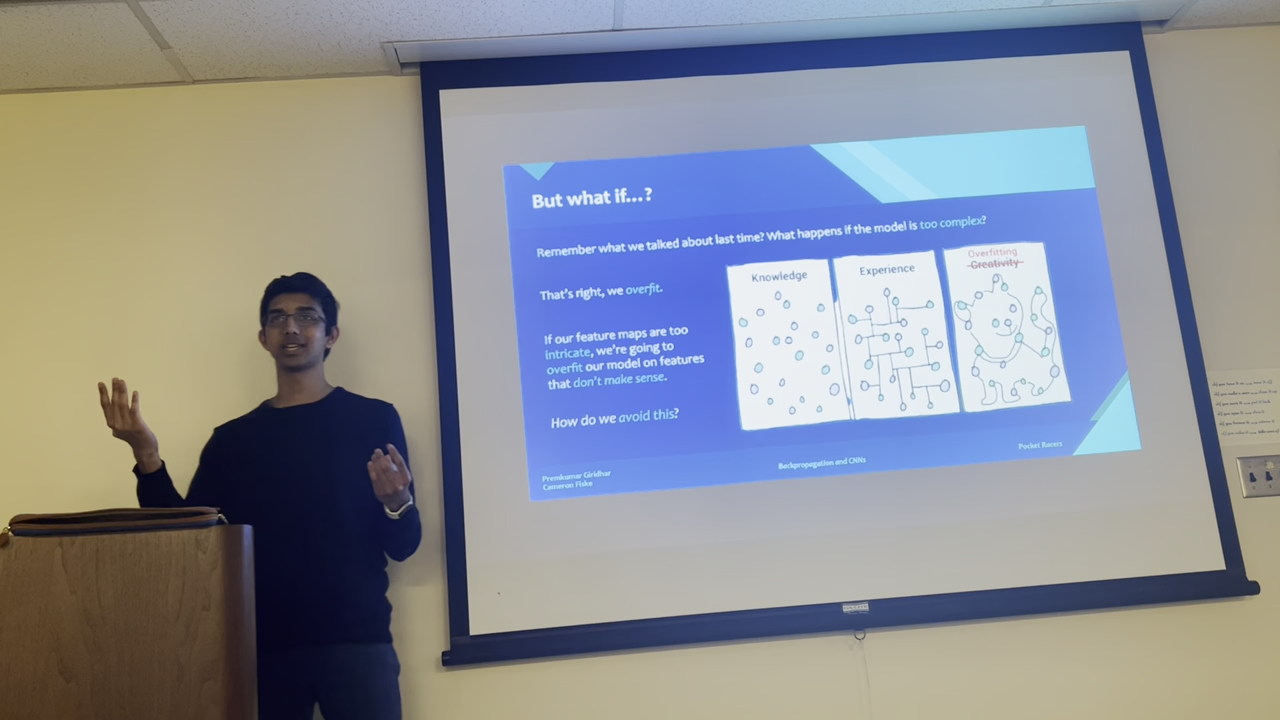 But what if...?
Remember what we talked about last time? What happens if the model is too complex?
That's right, we overfit.
If our feature maps are too
intricate, we're going to
overfit our model on features
that don't make sense.
How do we avoid this?
Knowledge
Experience
Overfitting
Creativity
Premkumar Giridhar
Cameron Fiske
Backpropagation and CNNs
Pocket Racers